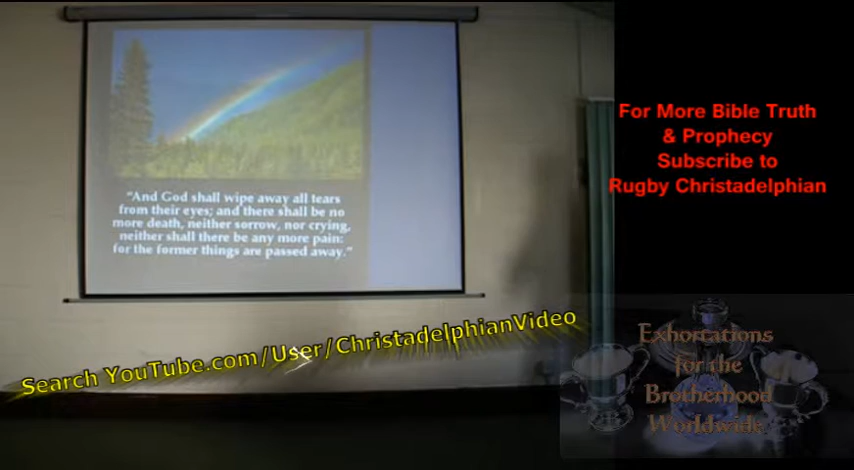 "And God shall wipe away all tears
from their eyes; and there shall be no
more death, neither sorrow, nor crying,
neither shall there be any more pain:
for the former things are passed away."
For More Bible Truth
& Prophecy
Subscribe to
Rugby Christadelphian
Search YouTube.com/User/ChristadelphianVideo
Exhortations
for the
Brotherhood
Worldwide